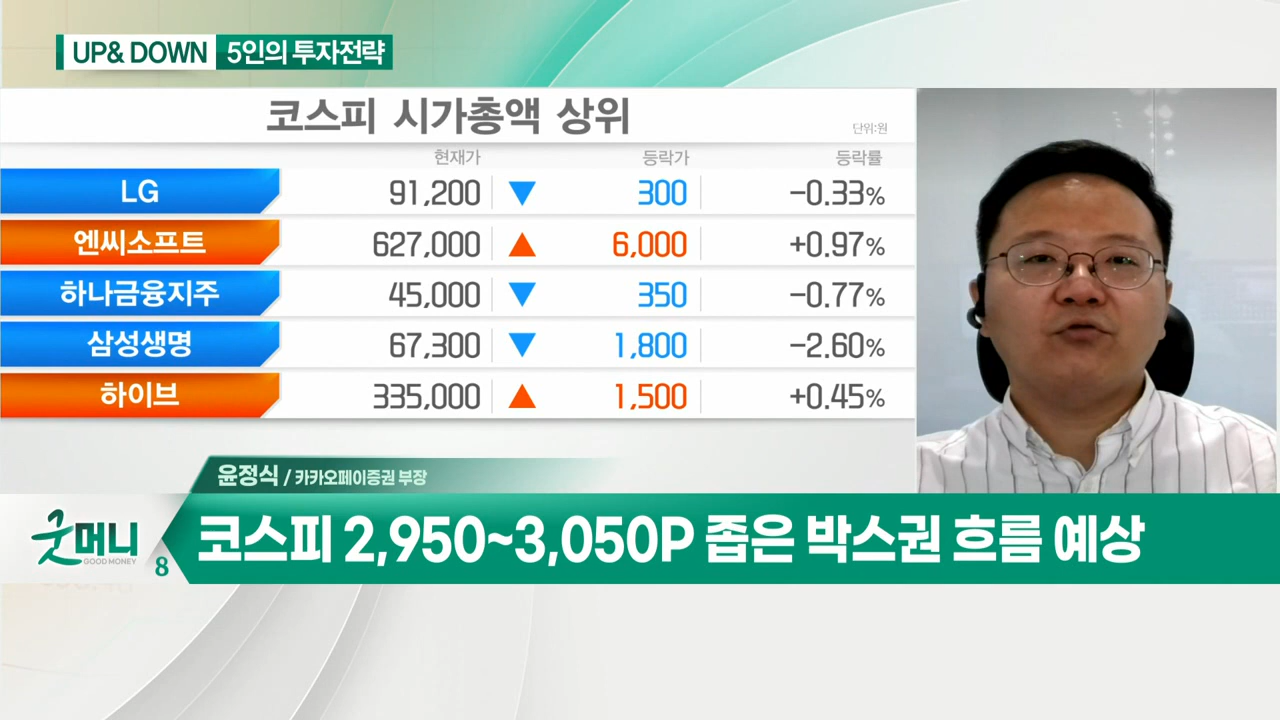 UP& DOWN 5인의 투자전략
코스피 시가총액 상위
단위:원
현재가 등락가 등락률
LG 91,200 ▼ 300 -0.33%
엔씨소프트 627,000 ▲ 6,000 +0.97%
하나금융지주 45,000 ▼ 350 -0.77%
삼성생명 67,300 ▼ 1,800 -2.60%
하이브 335,000 ▲ 1,500 +0.45%
윤정식 / 카카오페이증권 부장
굿머니
GOOD MONEY
8
코스피 2,950~3,050P 좁은 박스권 흐름 예상